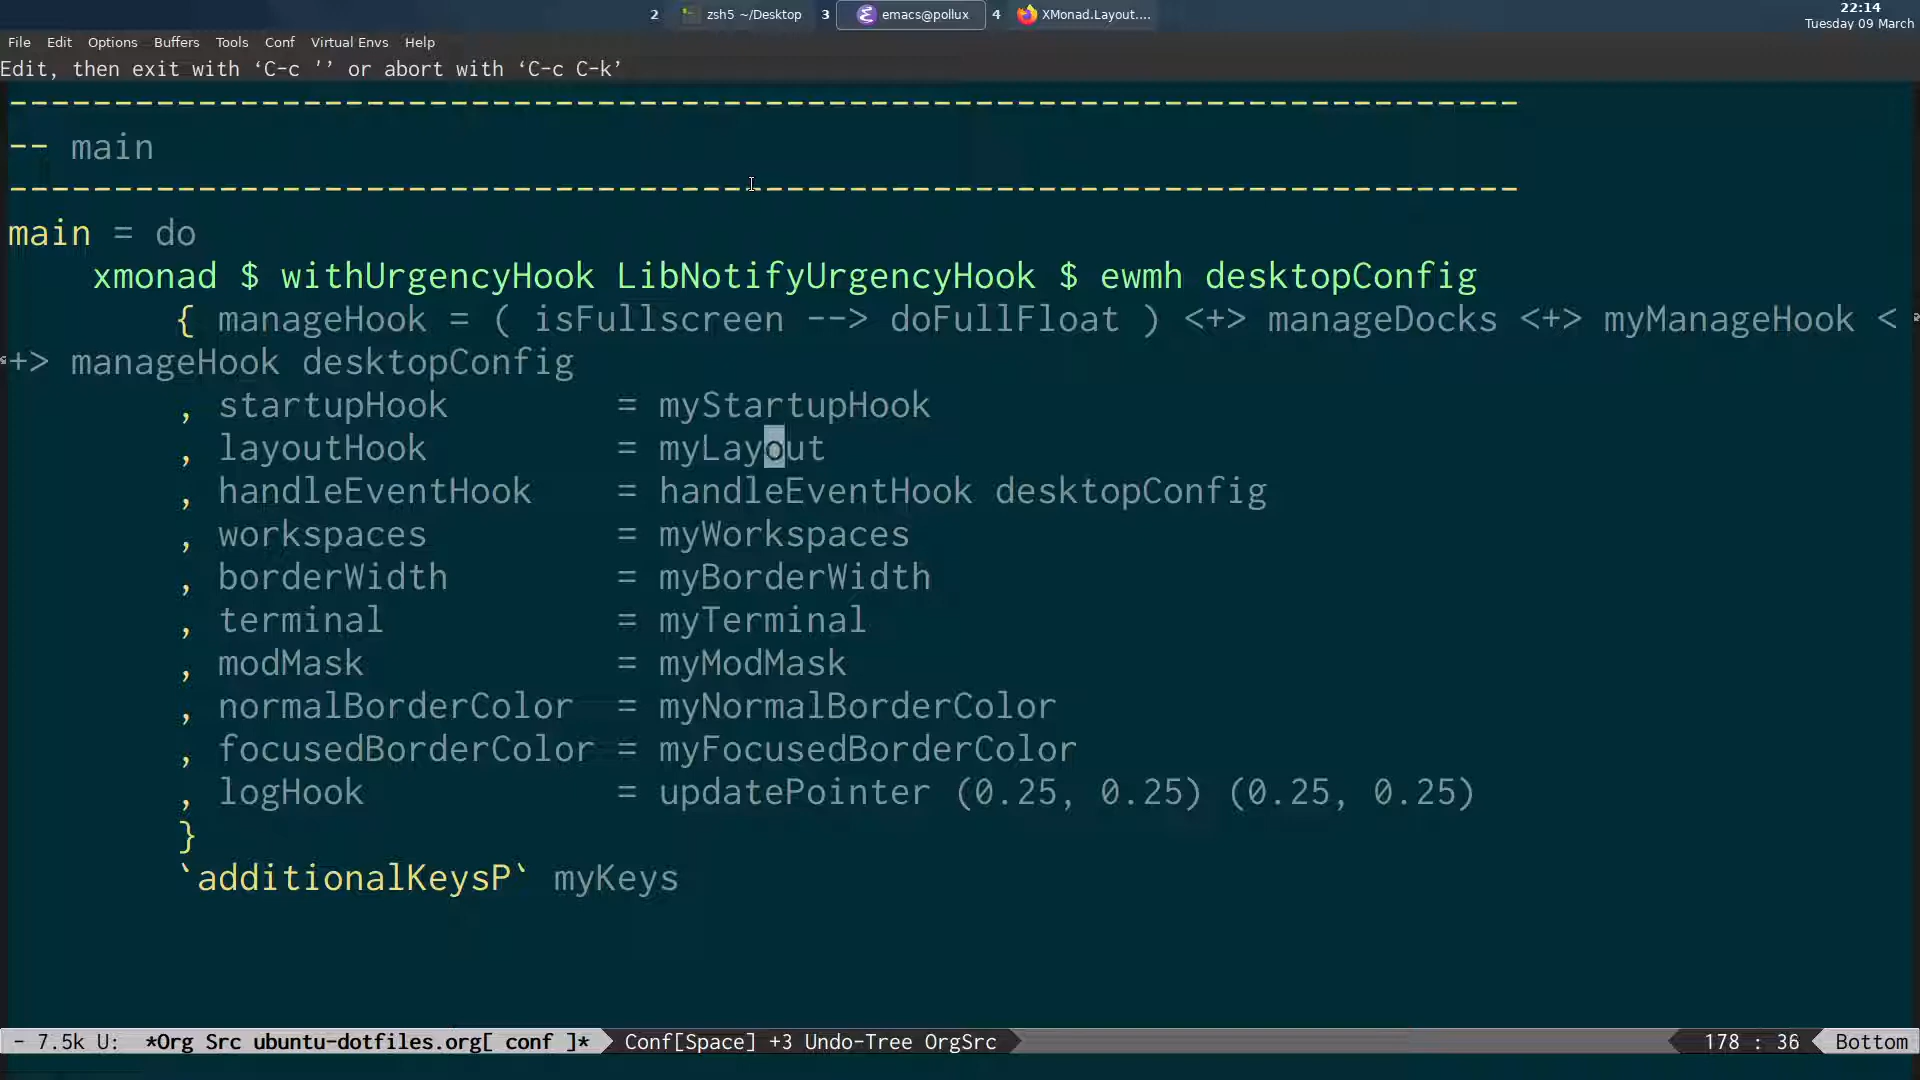 2 zsh5 ~/Desktop 3 emacs@pollux 4 XMonad.Layout....
22:14
Tuesday 09 March
File Edit Options Buffers Tools Conf Virtual Envs Help
Edit, then exit with ‘C-c '’ or abort with ‘C-c C-k’
------------------------------------------------------------------------
-- main
------------------------------------------------------------------------
main = do
    xmonad $ withUrgencyHook LibNotifyUrgencyHook $ ewmh desktopConfig
        { manageHook = ( isFullscreen --> doFullFloat ) <+> manageDocks <+> myManageHook <
+> manageHook desktopConfig
        , startupHook        = myStartupHook
        , layoutHook         = myLayout
        , handleEventHook    = handleEventHook desktopConfig
        , workspaces         = myWorkspaces
        , borderWidth        = myBorderWidth
        , terminal           = myTerminal
        , modMask            = myModMask
        , normalBorderColor  = myNormalBorderColor
        , focusedBorderColor = myFocusedBorderColor
        , logHook            = updatePointer (0.25, 0.25) (0.25, 0.25)
        }
        `additionalKeysP` myKeys
- 7.5k U: *Org Src ubuntu-dotfiles.org[ conf ]* Conf[Space] +3 Undo-Tree OrgSrc 178 : 36 Bottom